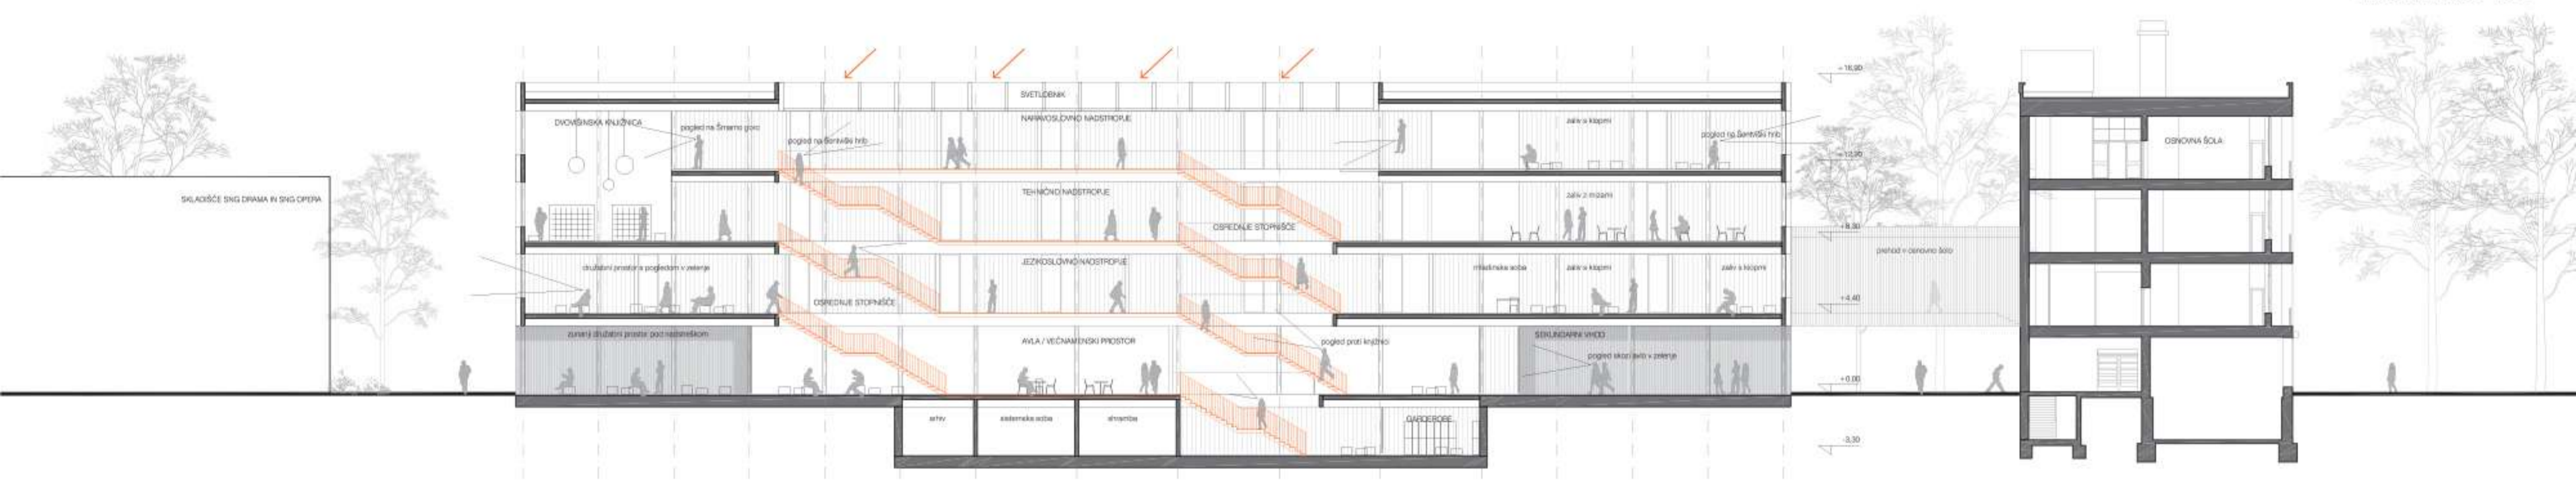 SKLADIŠČE SNG DRAMA IN SNG OPERA
SVETLOBNIK
DVOVIŠINSKA KNJIŽNICA
pogled na Šmarno goro
pogled na Šentviški hrib
NARAVOSLOVNO NADSTROPJE
zaliv s klopmi
pogled na Šentviški hrib
TEHNIČNO NADSTROPJE
OSREDNJE STOPNIŠČE
zaliv z mizami
družabni prostor s pogledom v zelenje
OSREDNJE STOPNIŠČE
JEZIKOSLOVNO NADSTROPJE
mladinska soba
zaliv s klopmi
zaliv s klopmi
zunanji družabni prostor pod nadstreškom
AVLA / VEČNAMENSKI PROSTOR
pogled proti knjižnici
SEKUNDARNI VHOD
pogled skozi avlo v zelenje
arhiv
sistemska soba
shramba
GARDEROBE
+16,90
+12,90
+4,40
+0,00
-3,30
prehod v osnovno šolo
OSNOVNA ŠOLA